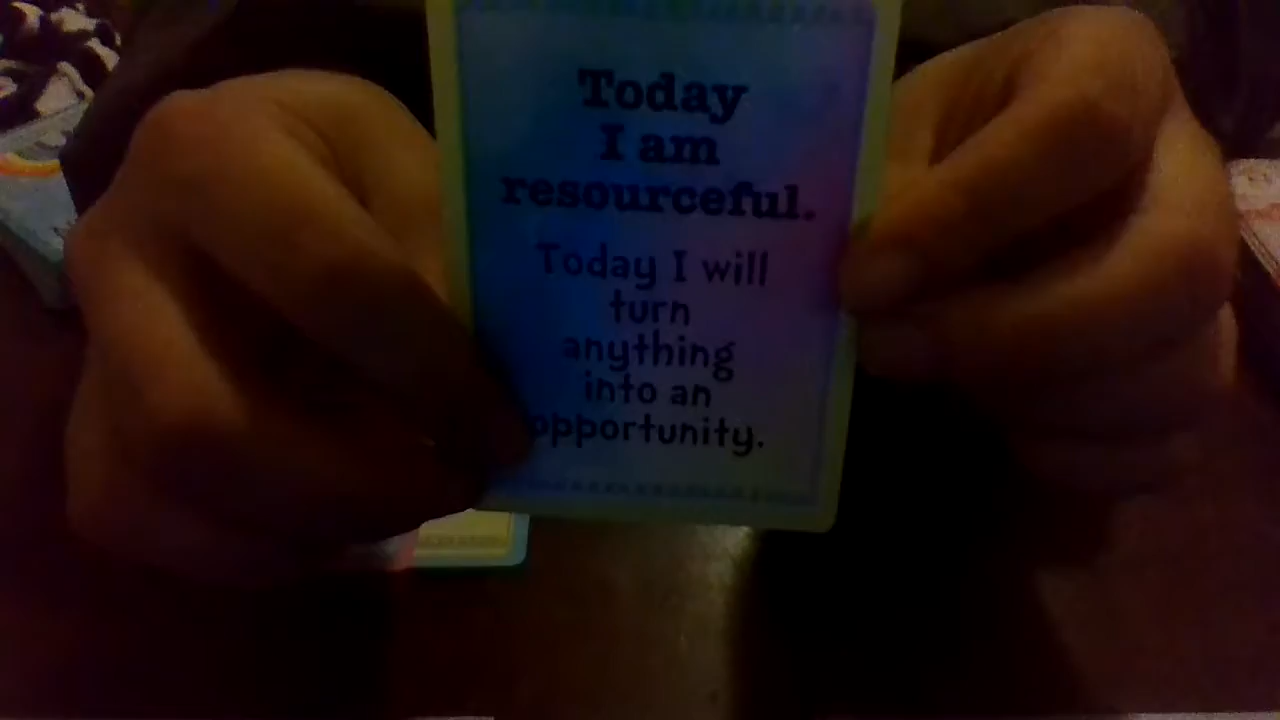 Today
I am
resourceful.
Today I will
turn
anything
into an
opportunity.